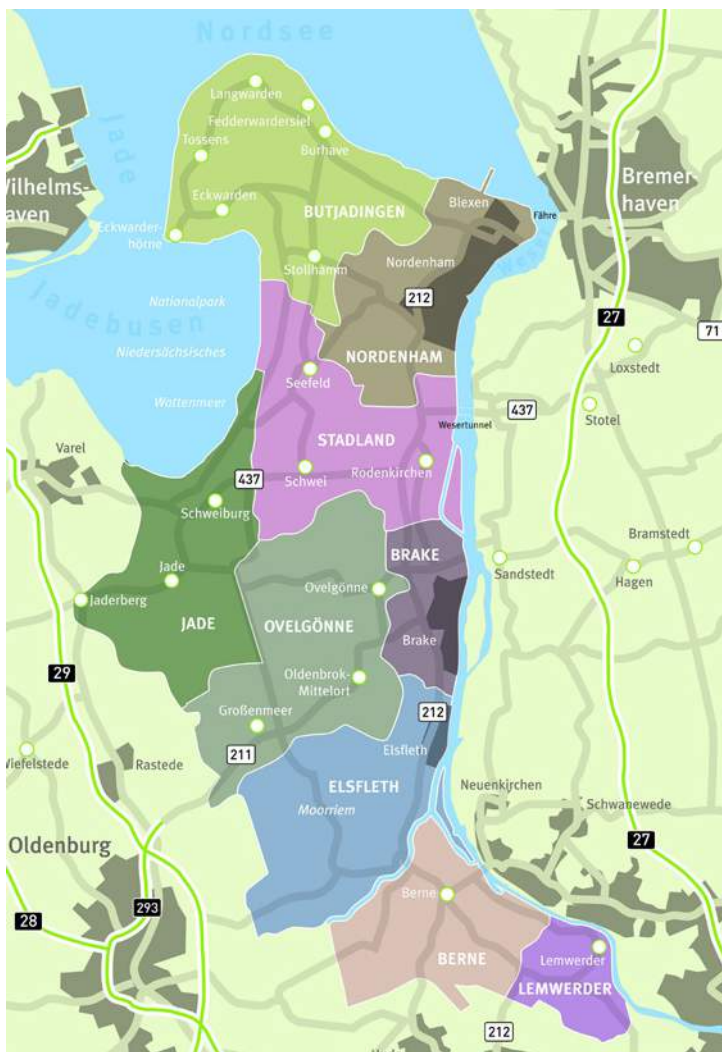 Nordsee
Langwarden
Fedderwardersiel
Burhave
Tossens
Jade
Wilhelms-
haven
Eckwarden
BUTJADINGEN
Blexen
Fähre
Bremer-
haven
Weser
Eckwarder-
hörne
Stollhamm
Nordenham
212
Jadebusen
Nationalpark
Niedersächsisches
Wattenmeer
27
71
NORDENHAM
Loxstedt
Seefeld
437
Stotel
Wesertunnel
STADLAND
Varel
437
Schwei
Rodenkirchen
Schweiburg
Bramstedt
BRAKE
Sandstedt
Hagen
Jade
Jaderberg
Ovelgönne
JADE
OVELGÖNNE
Brake
29
Oldenbrok-
Mittelort
Großenmeer
212
211
Elsfleth
Wiefelstede
Rastede
ELSFLETH
Moorriem
Neuenkirchen
Schwanewede
27
Oldenburg
28
293
Berne
BERNE
Lemwerder
LEMWERDER
212